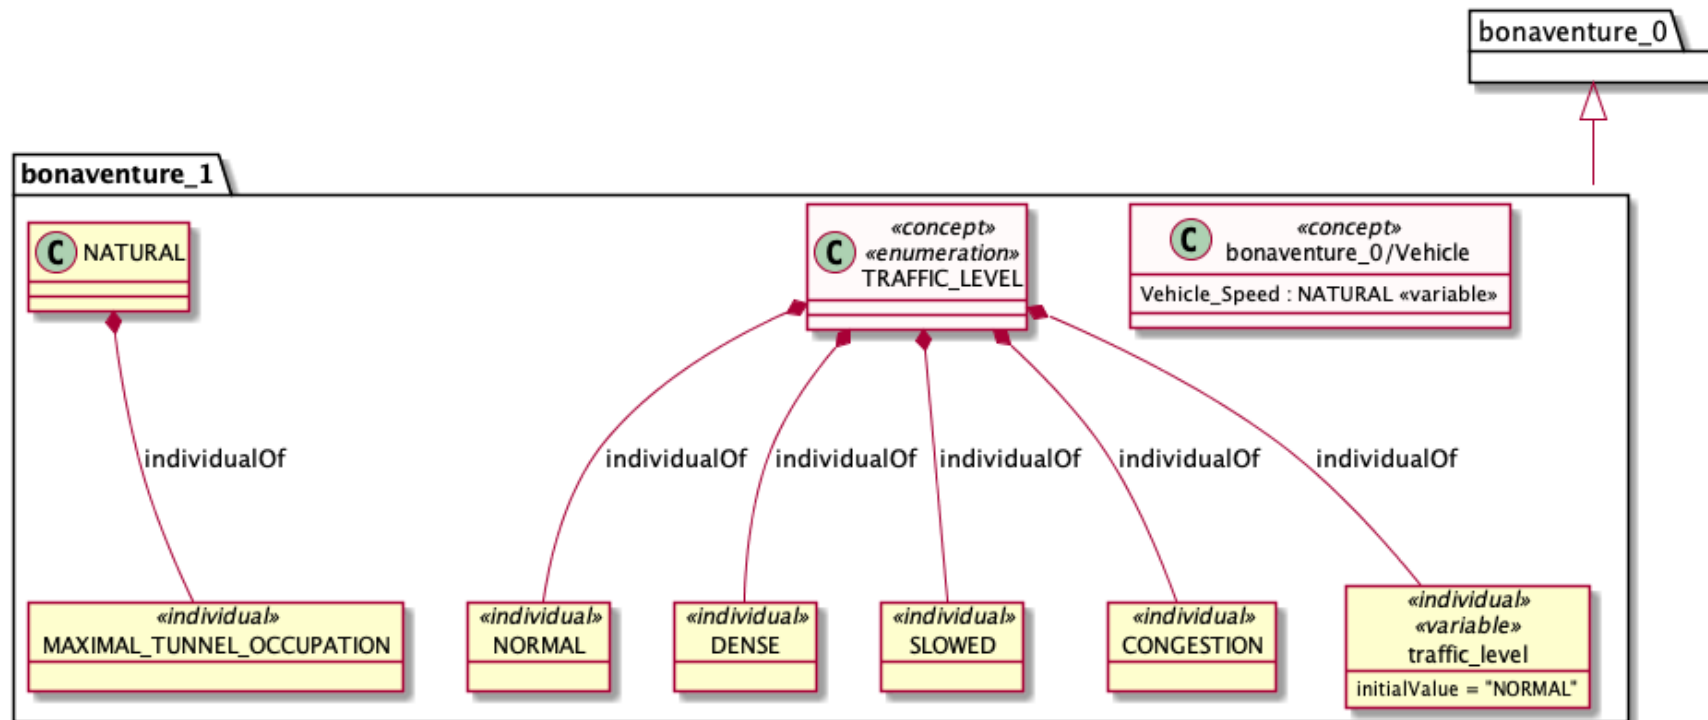 bonaventure_0
bonaventure_1
C NATURAL
«concept»
«enumeration»
C
TRAFFIC_LEVEL
«concept»
C
bonaventure_0/Vehicle
Vehicle_Speed : NATURAL «variable»
individualOf
individualOf
individualOf
individualOf
individualOf
individualOf
«individual»
MAXIMAL_TUNNEL_OCCUPATION
«individual»
NORMAL
«individual»
DENSE
«individual»
SLOWED
«individual»
CONGESTION
«individual»
«variable»
traffic_level
initialValue = "NORMAL"